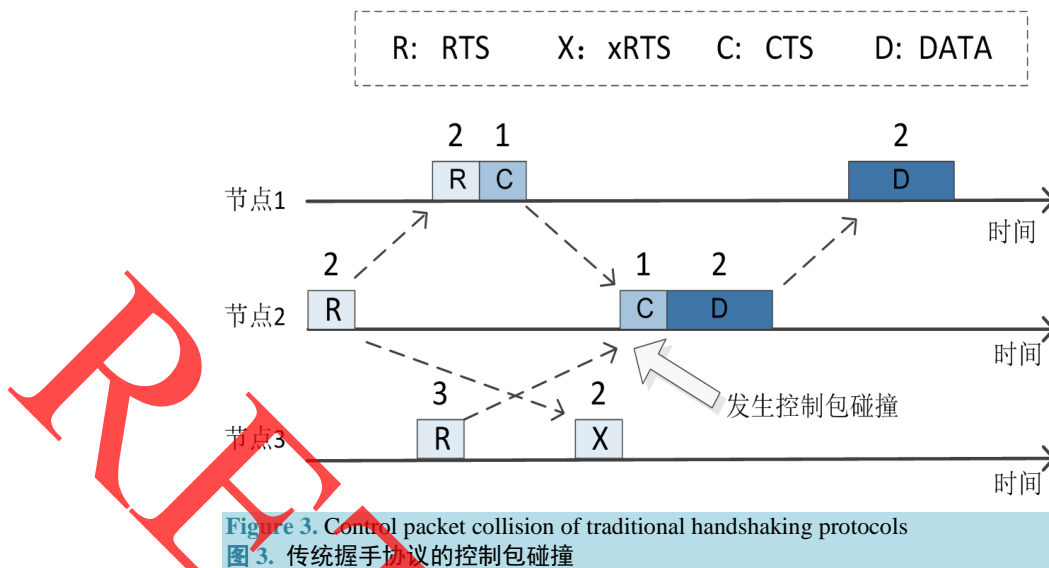 R: RTS X: xRTS C: CTS D: DATA
2 1 2
R C D
节点1
时间
2 1 2
R C D
节点2
时间
3 2 发生控制包碰撞
R X
节点3
时间
Figure 3. Control packet collision of traditional handshaking protocols
图 3. 传统握手协议的控制包碰撞
RET